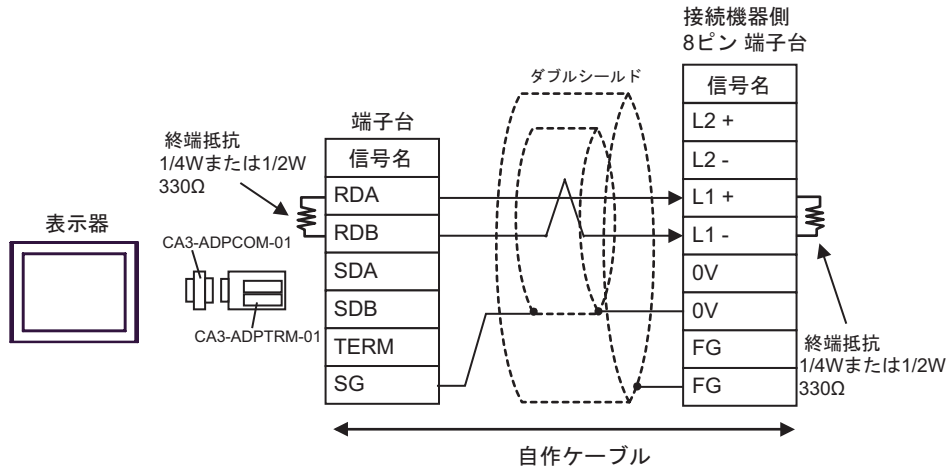 接続機器側
8ピン 端子台
ダブルシールド
信号名
L2 +
L2 -
L1 +
L1 -
0V
0V
FG
FG
端子台
信号名
RDA
RDB
SDA
SDB
TERM
SG
終端抵抗
1/4Wまたは1/2W
330Ω
表示器
CA3-ADPCOM-01
CA3-ADPTRM-01
終端抵抗
1/4Wまたは1/2W
330Ω
自作ケーブル